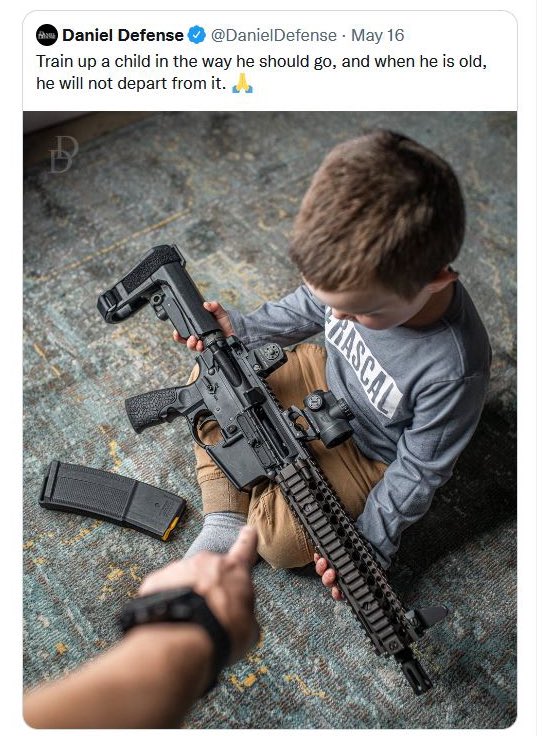 Daniel Defense @DanielDefense · May 16
Train up a child in the way he should go, and when he is old,
he will not depart from it. 🙏
DD
RASCAL